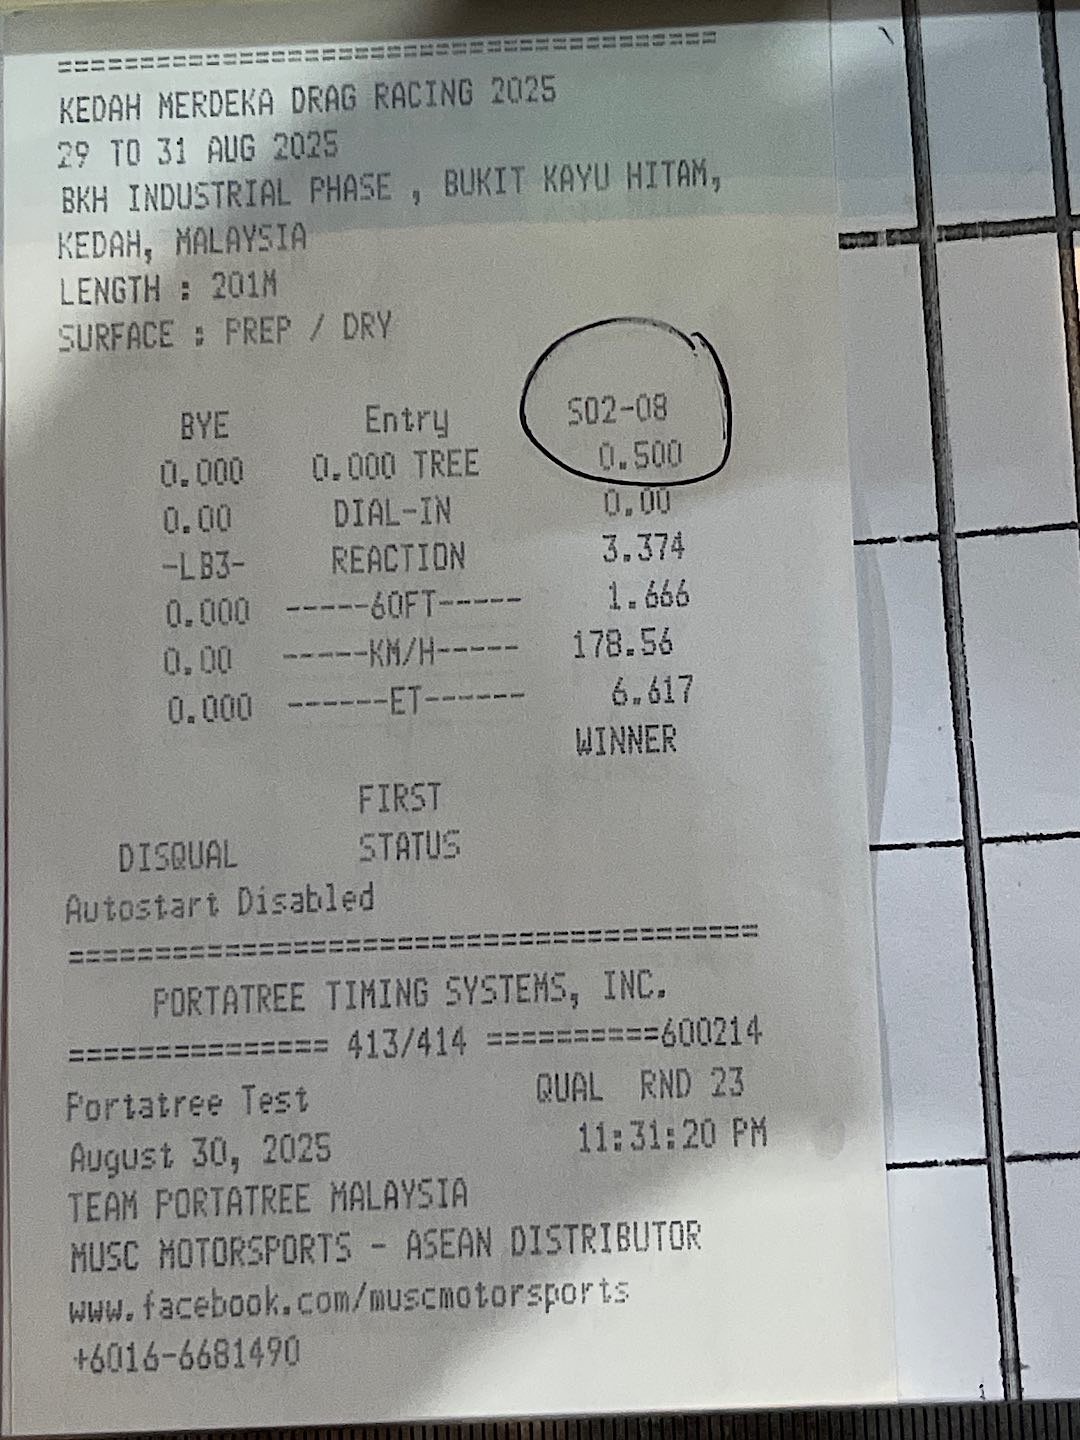 =======================================
KEDAH MERDEKA DRAG RACING 2025
29 TO 31 AUG 2025
BKH INDUSTRIAL PHASE , BUKIT KAYU HITAM,
KEDAH, MALAYSIA
LENGTH : 201M
SURFACE : PREP / DRY
BYE Entry S02-08
0.000 0.000 TREE 0.500
0.00 DIAL-IN 0.00
-LB3- REACTION 3.374
0.000 -----60FT----- 1.666
0.00 -----KM/H----- 178.56
0.000 ------ET------ 6.617
WINNER
FIRST
DISQUAL STATUS
Autostart Disabled
========================================
PORTATREE TIMING SYSTEMS, INC.
=============== 413/414 ==========600214
Portatree Test QUAL RND 23
August 30, 2025 11:31:20 PM
TEAM PORTATREE MALAYSIA
MUSC MOTORSPORTS - ASEAN DISTRIBUTOR
www.facebook.com/muscmotorsports
+6016-6681490